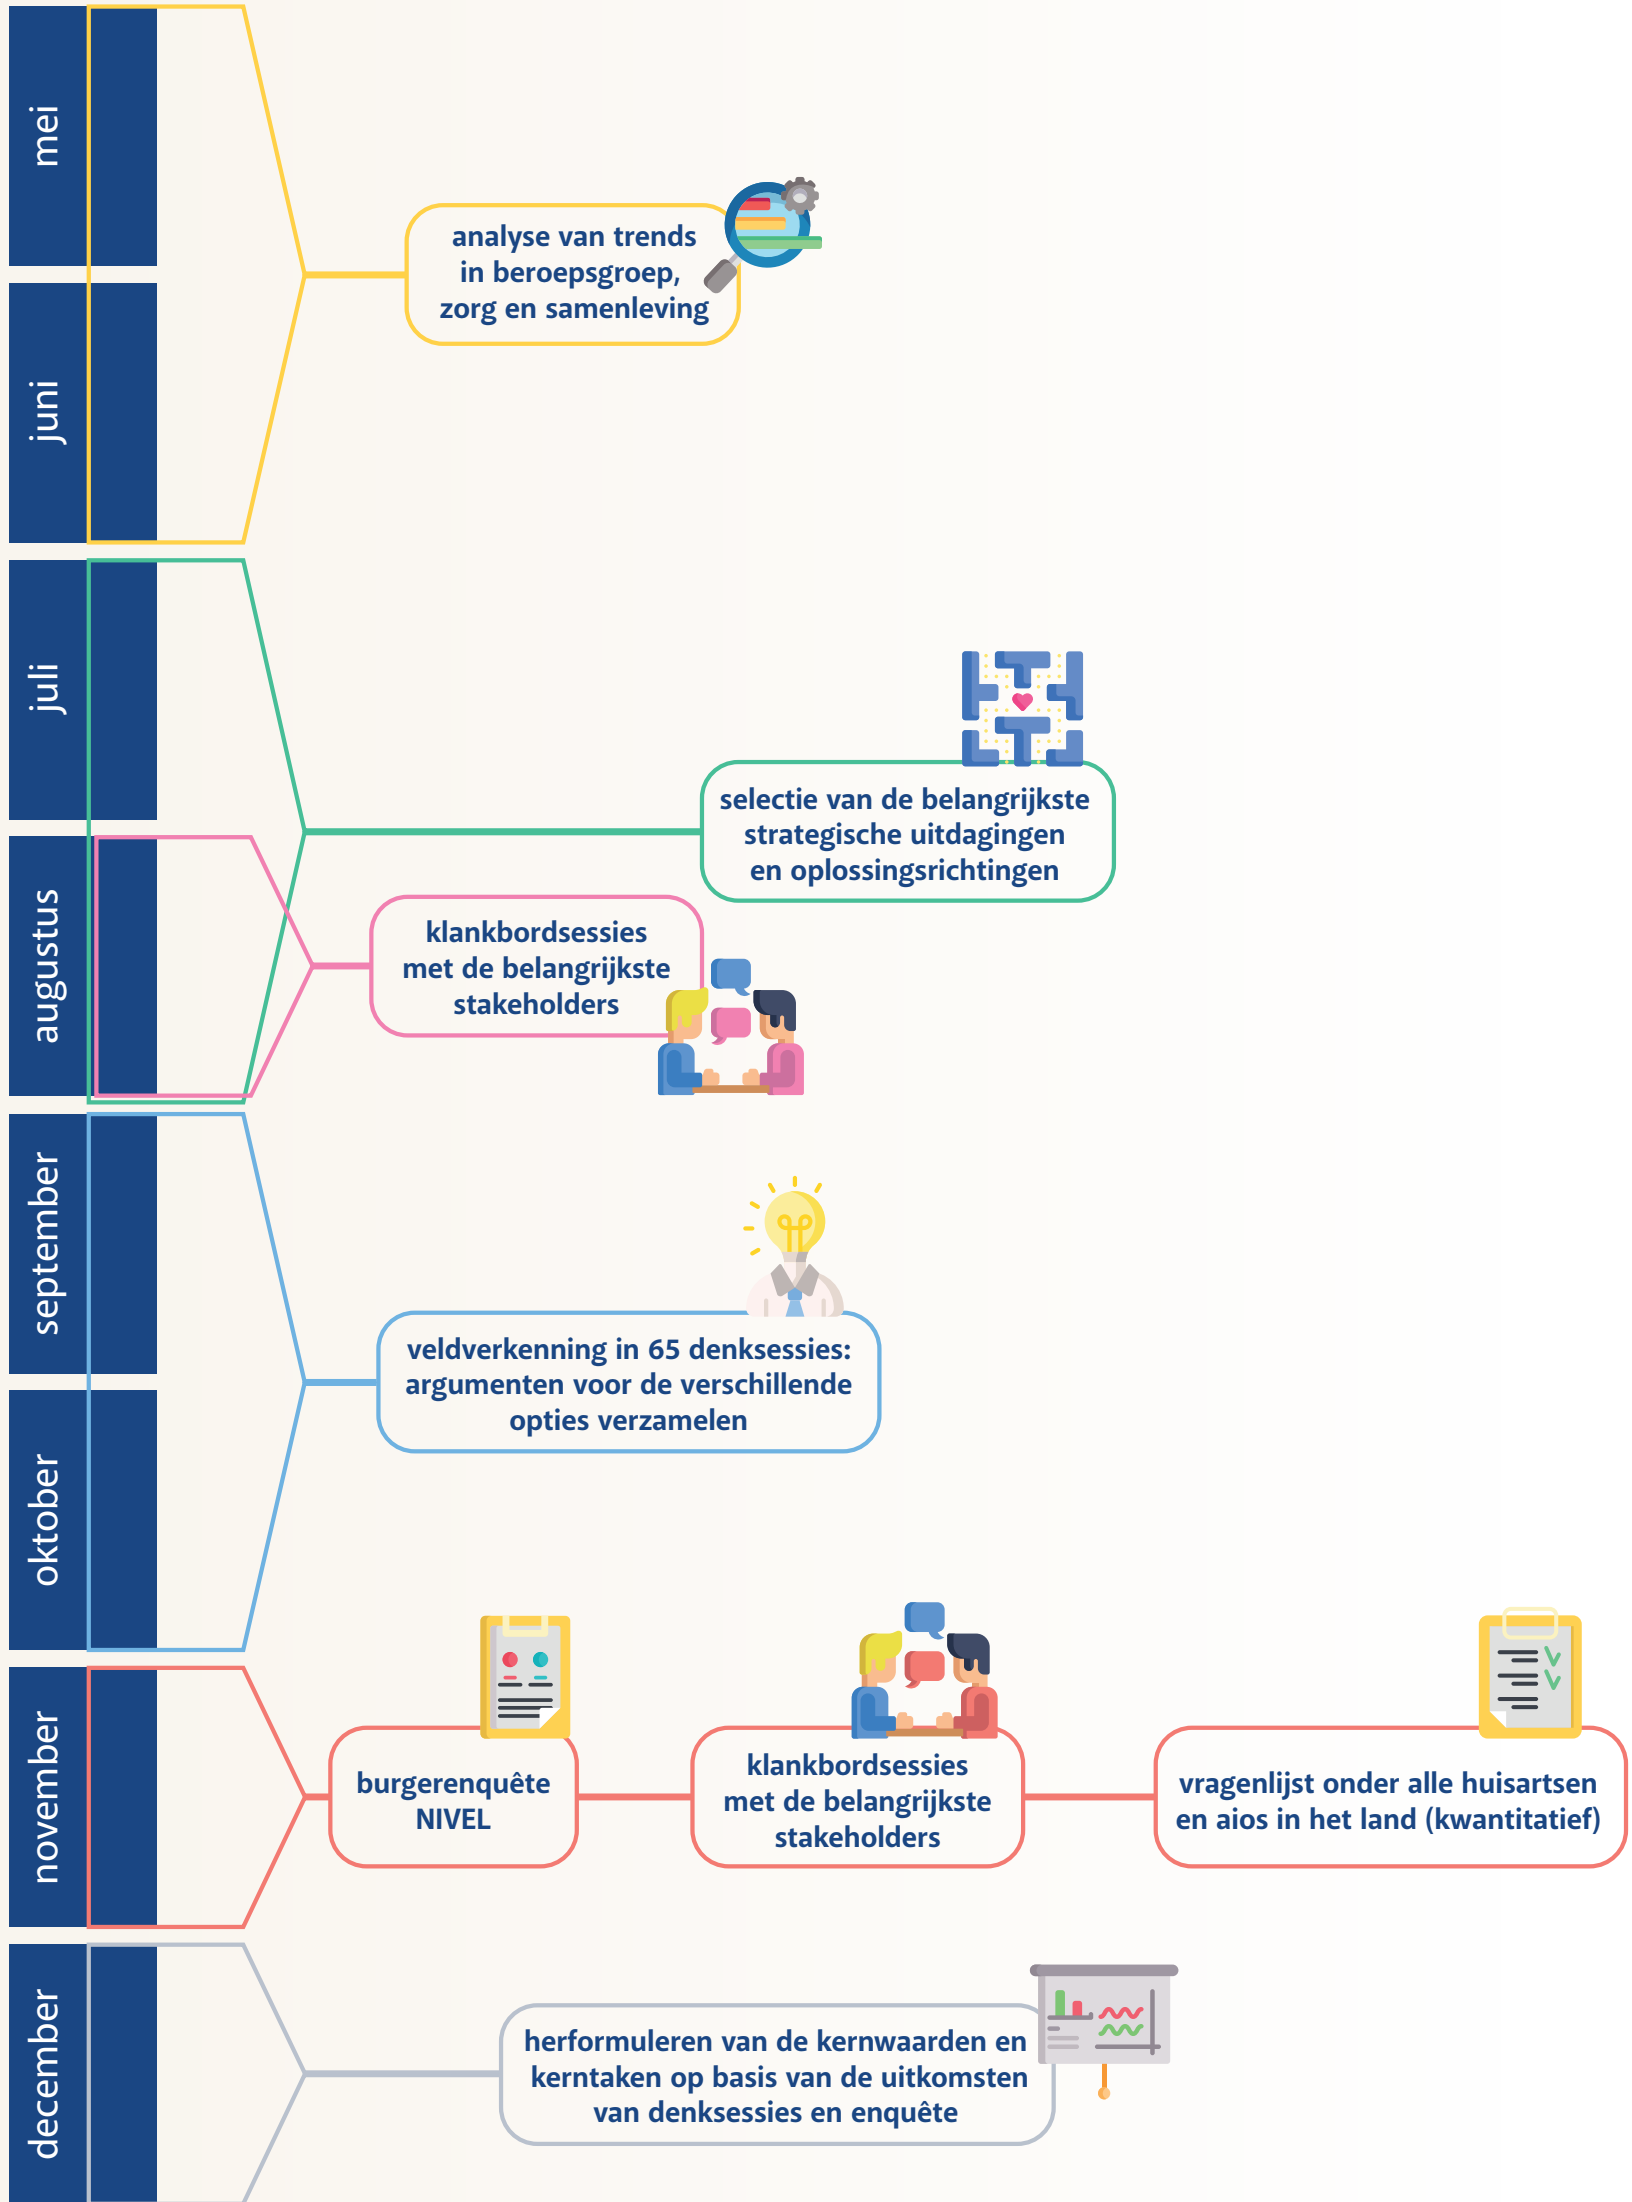 mei
analyse van trends
in beroepsgroep,
zorg en samenleving
juni
juli
selectie van de belangrijkste
strategische uitdagingen
en oplossingsrichtingen
augustus
klankbordsessies
met de belangrijkste
stakeholders
september
veldverkenning in 65 denksessies:
argumenten voor de verschillende
opties verzamelen
oktober
november
burgerenquête
NIVEL
klankbordsessies
met de belangrijkste
stakeholders
vragenlijst onder alle huisartsen
en aios in het land (kwantitatief)
december
herformuleren van de kernwaarden en
kerntaken op basis van de uitkomsten
van denksessies en enquête